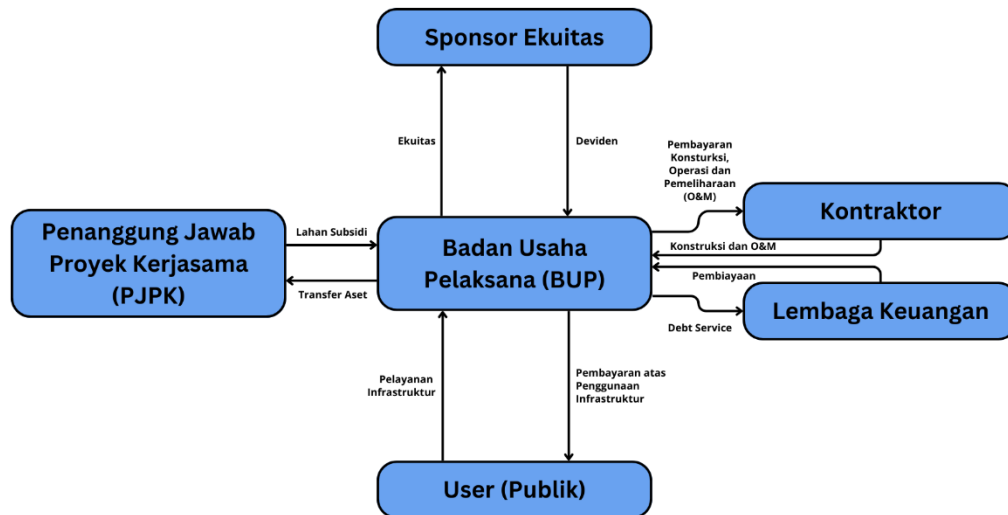 Sponsor Ekuitas
Ekuitas
Deviden
Pembayaran
Konsturksi,
Operasi dan
Pemeliharaan
(O&M)
Kontraktor
Penanggung Jawab
Proyek Kerjasama
(PJPK)
Lahan Subsidi
Transfer Aset
Badan Usaha
Pelaksana (BUP)
Konstruksi dan O&M
Pembiayaan
Lembaga Keuangan
Debt Service
Pelayanan
Infrastruktur
Pembayaran atas
Penggunaan
Infrastruktur
User (Publik)